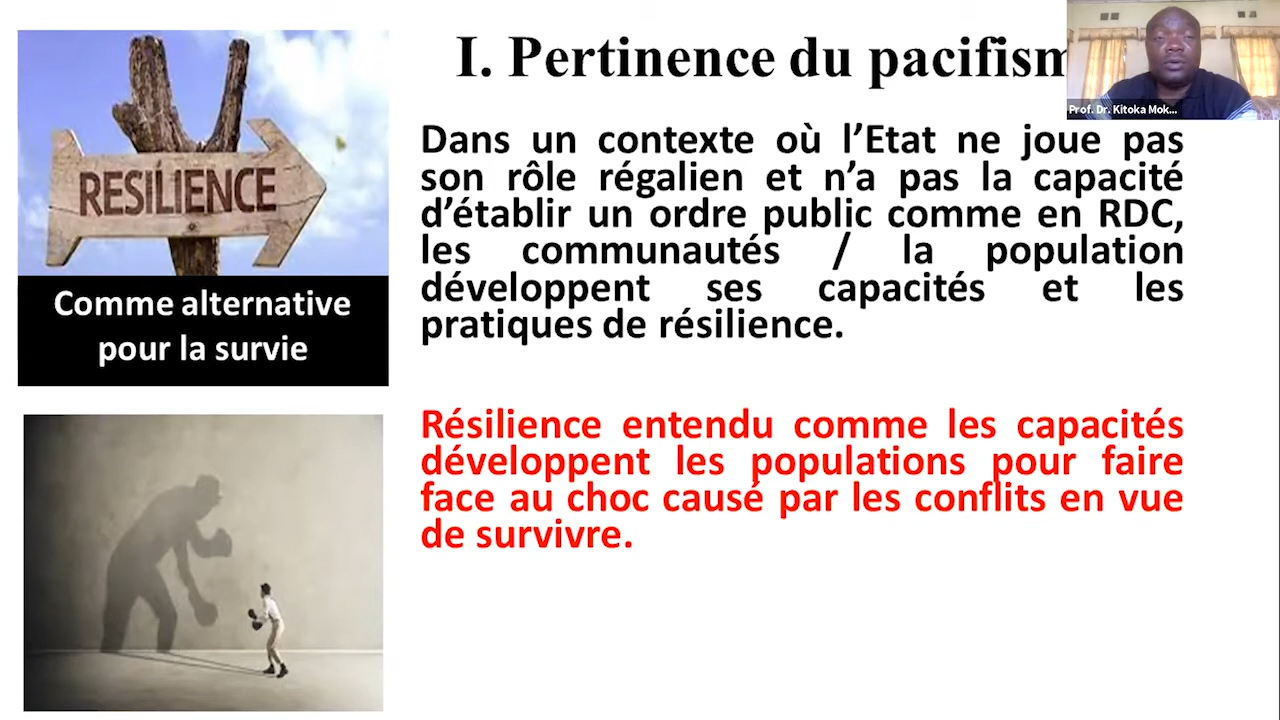 I. Pertinence du pacifism
Prof. Dr. Kitoka Mok...
RESILIENCE
Comme alternative
pour la survie
Dans un contexte où l’Etat ne joue pas
son rôle régalien et n’a pas la capacité
d’établir un ordre public comme en RDC,
les communautés / la population
développent ses capacités et les
pratiques de résilience.
Résilience entendu comme les capacités
développent les populations pour faire
face au choc causé par les conflits en vue
de survivre.